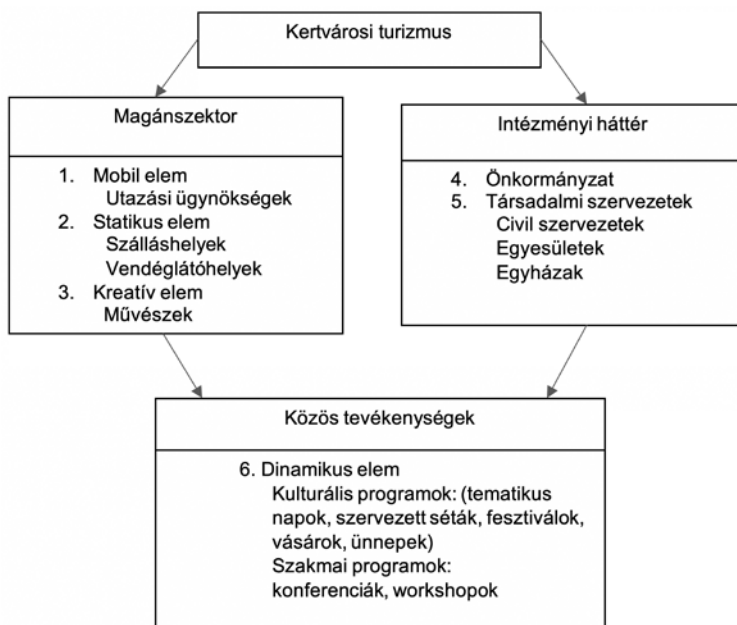 Kertvárosi turizmus
Magánszektor
1. Mobil elem
Utazási ügynökségek
2. Statikus elem
Szálláshelyek
Vendéglátóhelyek
3. Kreatív elem
Művészek
Intézményi háttér
4. Önkormányzat
5. Társadalmi szervezetek
Civil szervezetek
Egyesületek
Egyházak
Közös tevékenységek
6. Dinamikus elem
Kulturális programok: (tematikus
napok, szervezett séták, fesztiválok,
vásárok, ünnepek)
Szakmai programok:
konferenciák, workshopok